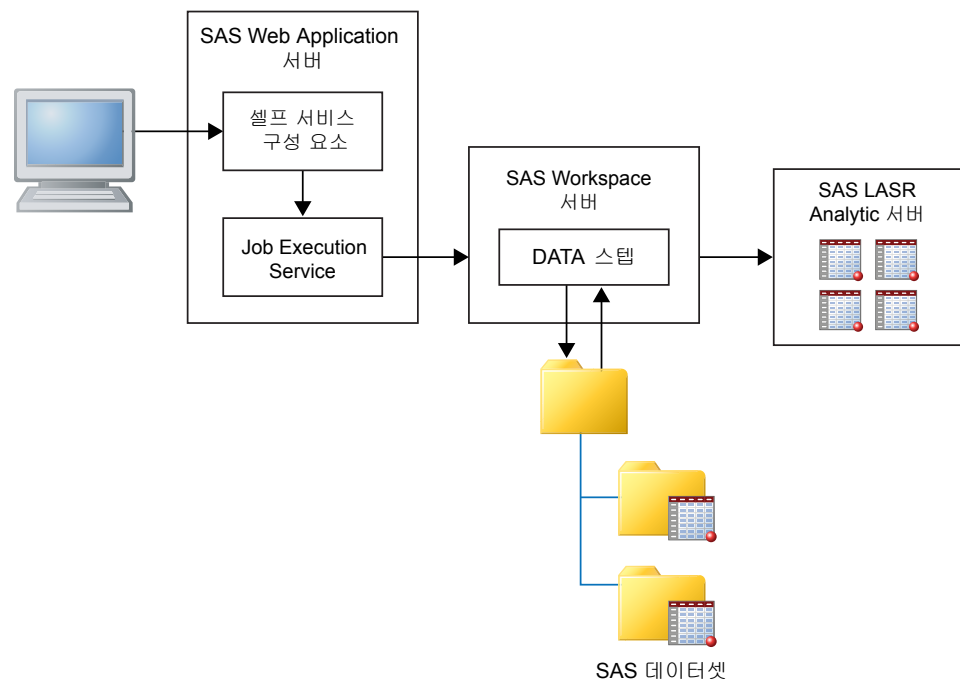 SAS Web Application
서버
셀프 서비스
구성 요소
Job Execution
Service
SAS Workspace
서버
DATA 스텝
SAS LASR
Analytic 서버
SAS 데이터셋